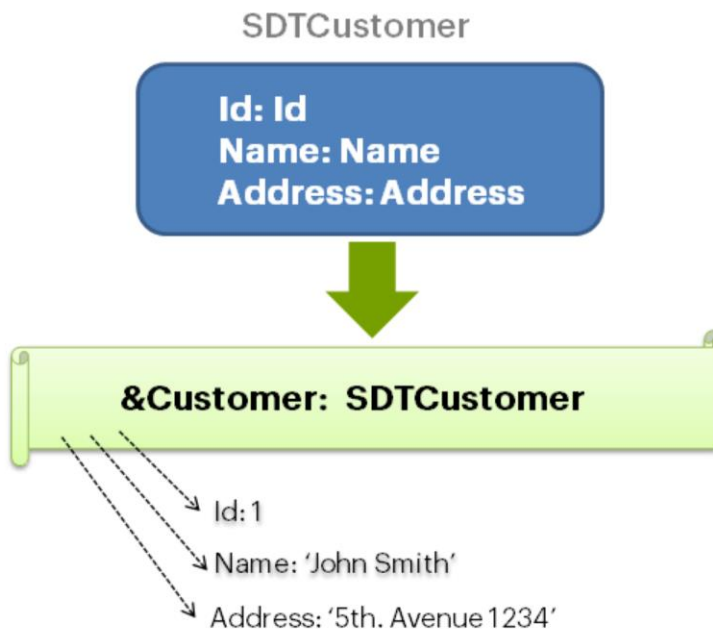 SDTCustomer
Id: Id
Name: Name
Address: Address
&Customer: SDTCustomer
Id: 1
Name: ‘John Smith’
Address: ‘5th. Avenue 1234’